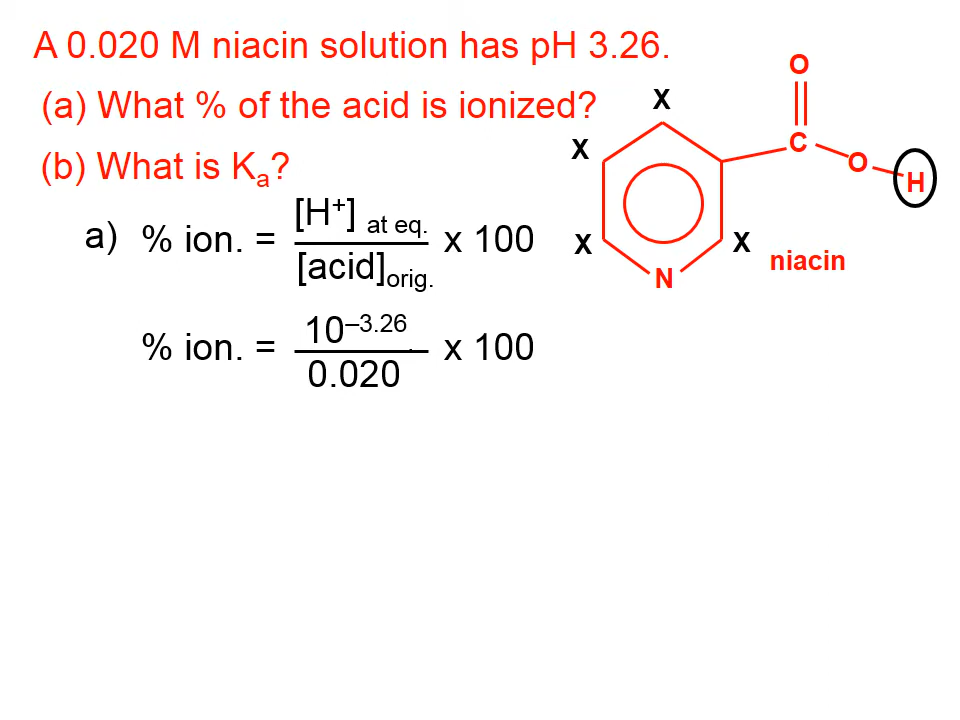 A 0.020 M niacin solution has pH 3.26.
(a) What % of the acid is ionized?
(b) What is Kₐ?
a) % ion. = [H⁺] at eq. / [acid]orig. x 100
% ion. = 10⁻³·²⁶ / 0.020 x 100
O
X
C
X
O
H
X
X
N
niacin